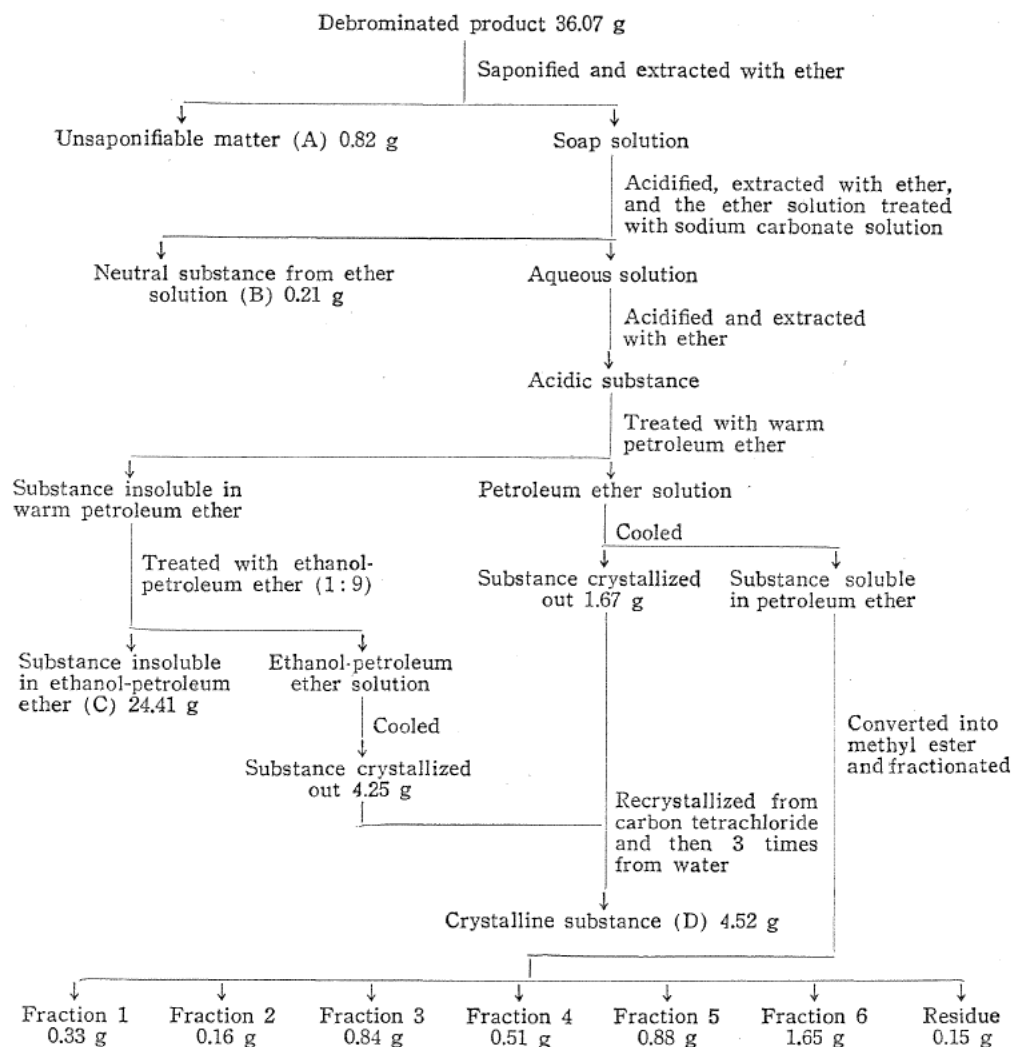 Debrominated product 36.07 g
Saponified and extracted with ether
Unsaponifiable matter (A) 0.82 g
Soap solution
Acidified, extracted with ether,
and the ether solution treated
with sodium carbonate solution
Neutral substance from ether
solution (B) 0.21 g
Aqueous solution
Acidified and extracted
with ether
Acidic substance
Treated with warm
petroleum ether
Substance insoluble in
warm petroleum ether
Petroleum ether solution
Cooled
Treated with ethanol-
petroleum ether (1:9)
Substance crystallized
out 1.67 g
Substance soluble
in petroleum ether
Substance insoluble
in ethanol-petroleum
ether (C) 24.41 g
Ethanol-petroleum
ether solution
Cooled
Converted into
methyl ester
and fractionated
Substance crystallized
out 4.25 g
Recrystallized from
carbon tetrachloride
and then 3 times
from water
Crystalline substance (D) 4.52 g
Fraction 1
0.33 g
Fraction 2
0.16 g
Fraction 3
0.84 g
Fraction 4
0.51 g
Fraction 5
0.88 g
Fraction 6
1.65 g
Residue
0.15 g